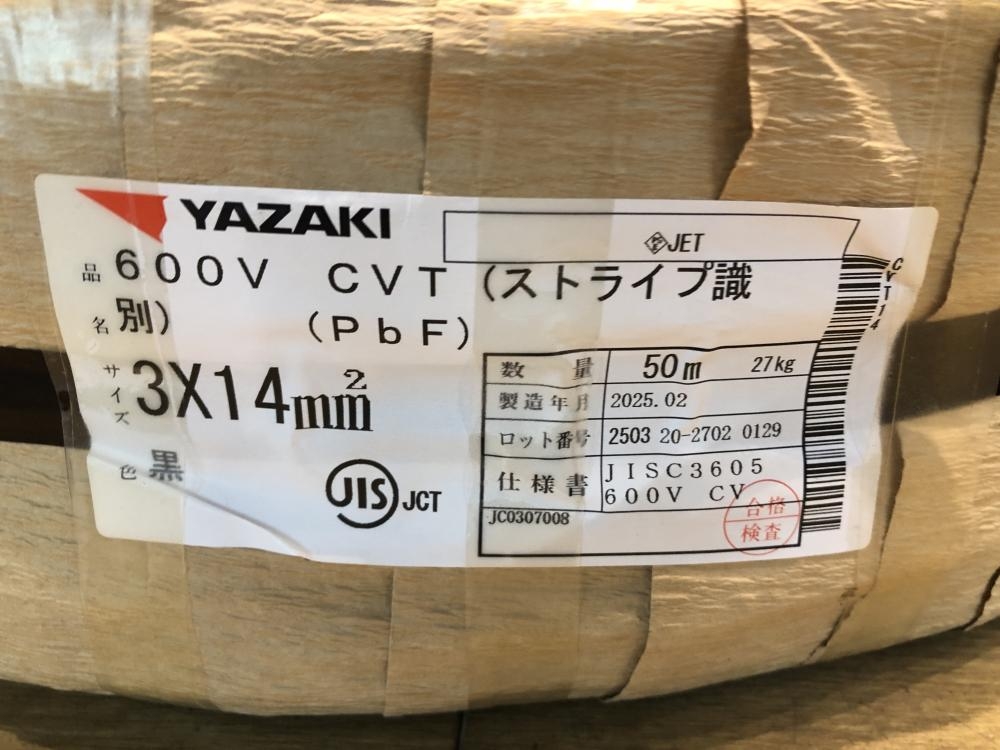 YAZAKI
PSE JET
品名 600V CVT (ストライプ識
別) (PbF)
サイズ 3X14mm²
色 黒
JIS JCT
数量 50m 27kg
製造年月 2025.02
ロット番号 2503 20-2702 0129
仕様書 JISC3605
600V CV
JC0307008
合格
検査
CVT14